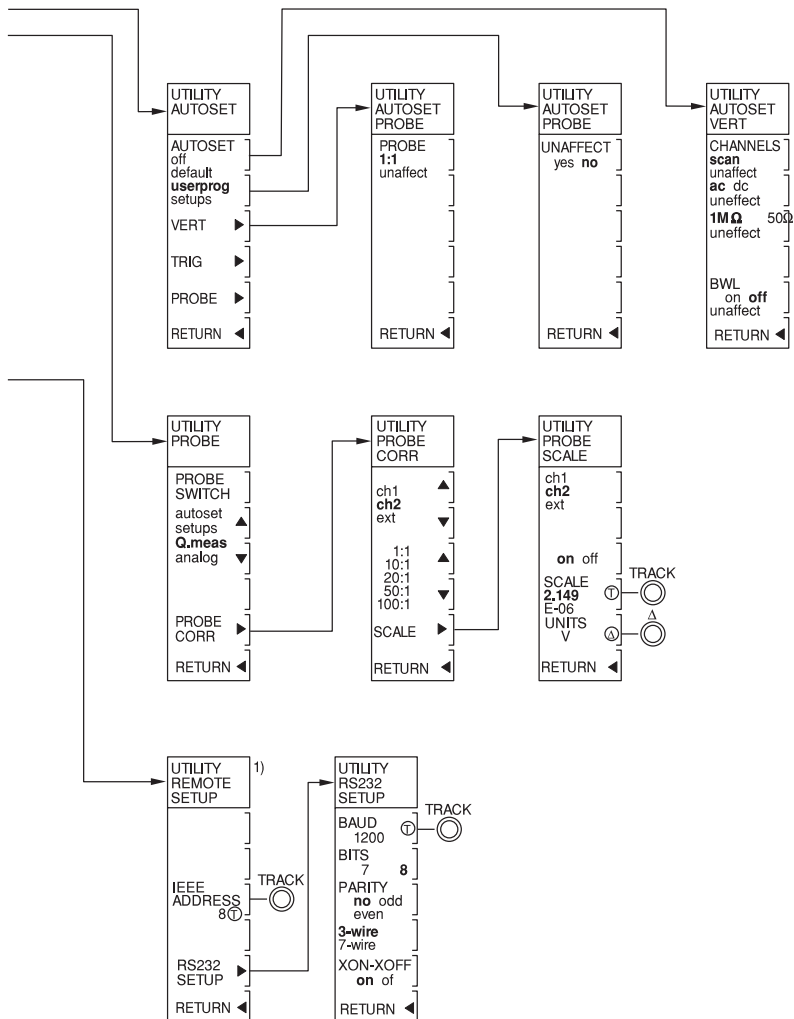 UTILITY
AUTOSET
AUTOSET
off
default
userprog
setups
VERT ▶
TRIG ▶
PROBE ▶
RETURN ◀
UTILITY
AUTOSET
PROBE
PROBE
1:1
unaffect
RETURN ◀
UTILITY
AUTOSET
PROBE
UNAFFECT
yes no
RETURN ◀
UTILITY
AUTOSET
VERT
CHANNELS
scan
unaffect
ac dc
uneffect
1MΩ 50Ω
uneffect
BWL
on off
unaffect
RETURN ◀
UTILITY
PROBE
PROBE
SWITCH
autoset
setups ▲
Q.meas
analog ▼
PROBE
CORR ▶
RETURN ◀
UTILITY
PROBE
CORR
ch1 ▲
ch2
ext ▼
1:1
10:1 ▲
20:1
50:1 ▼
100:1
SCALE ▶
RETURN ◀
UTILITY
PROBE
SCALE
ch1
ch2
ext
on off
SCALE
2.149 T TRACK
E-06
UNITS
V Δ Δ
RETURN ◀
UTILITY 1)
REMOTE
SETUP
IEEE
ADDRESS TRACK
8 T
RS232
SETUP ▶
RETURN ◀
UTILITY
RS232
SETUP
BAUD T TRACK
1200
BITS
7 8
PARITY
no odd
even
3-wire
7-wire
XON-XOFF
on of
RETURN ◀